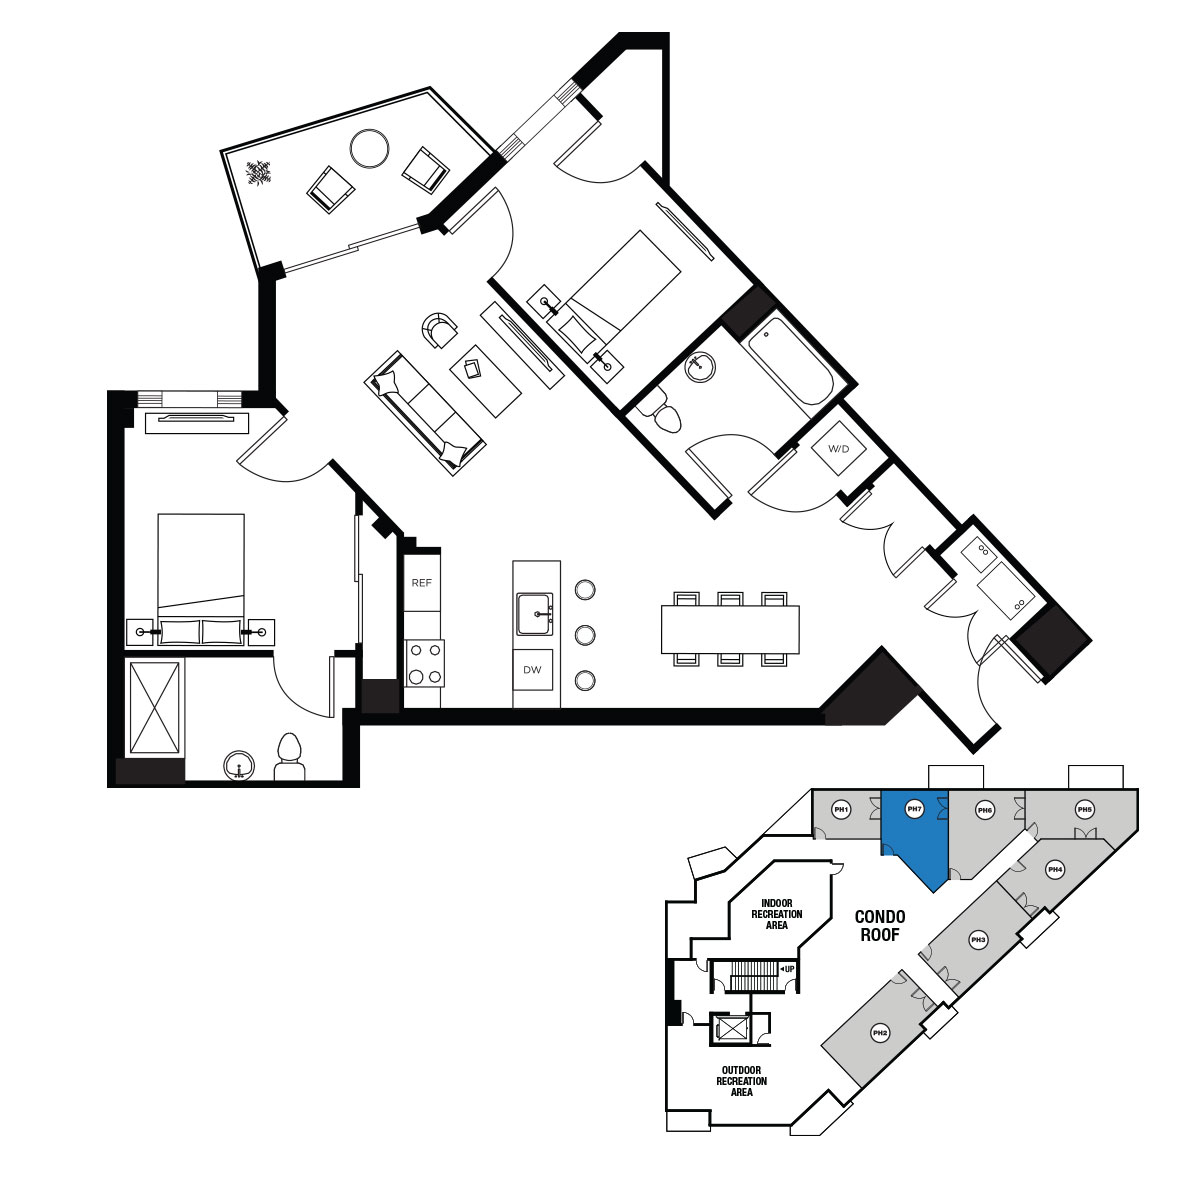 W/D
REF
DW
PH1
PH7
PH6
PH5
PH4
INDOOR
RECREATION
AREA
CONDO
ROOF
PH3
UP
PH2
OUTDOOR
RECREATION
AREA